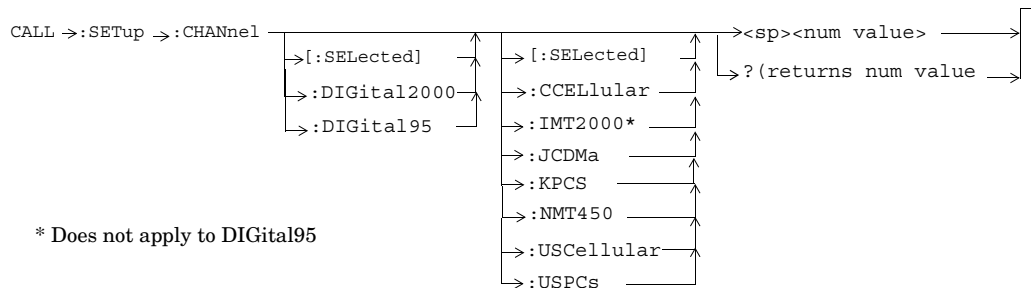 CALL :SETup :CHANnel <sp><num value>
[:SELected] [:SELected] ?(returns num value
:DIGital2000 :CCELlular
:DIGital95 :IMT2000*
:JCDMa
:KPCS
:NMT450
* Does not apply to DIGital95
:USCellular
:USPCs